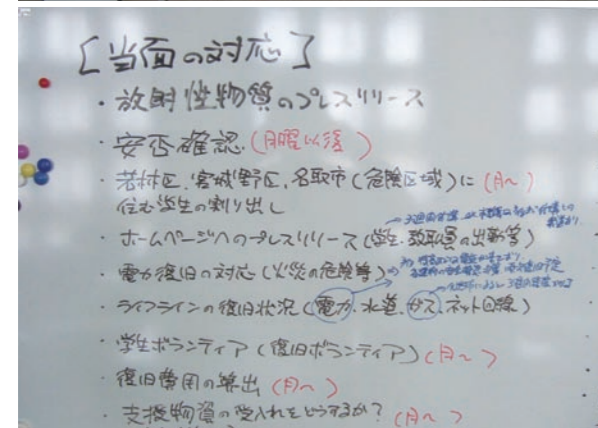 [当面の対応]
・放射性物質のプレスリリース
・安否確認 (月曜以後)
・若林区、宮城野区、名取市(危険区域)に (月~)
住む学生の割り出し
・ホームページへのプレスリリース(学生・教職員の出勤等)
・電力復旧の対応(火災の危険等)
・ライフラインの復旧状況(電力、水道、ガス、ネット回線)
・学生ボランティア(復旧ボランティア)(月~)
・復旧費用の算出 (月~)
・支援物資の受入れをどうするか? (月~)